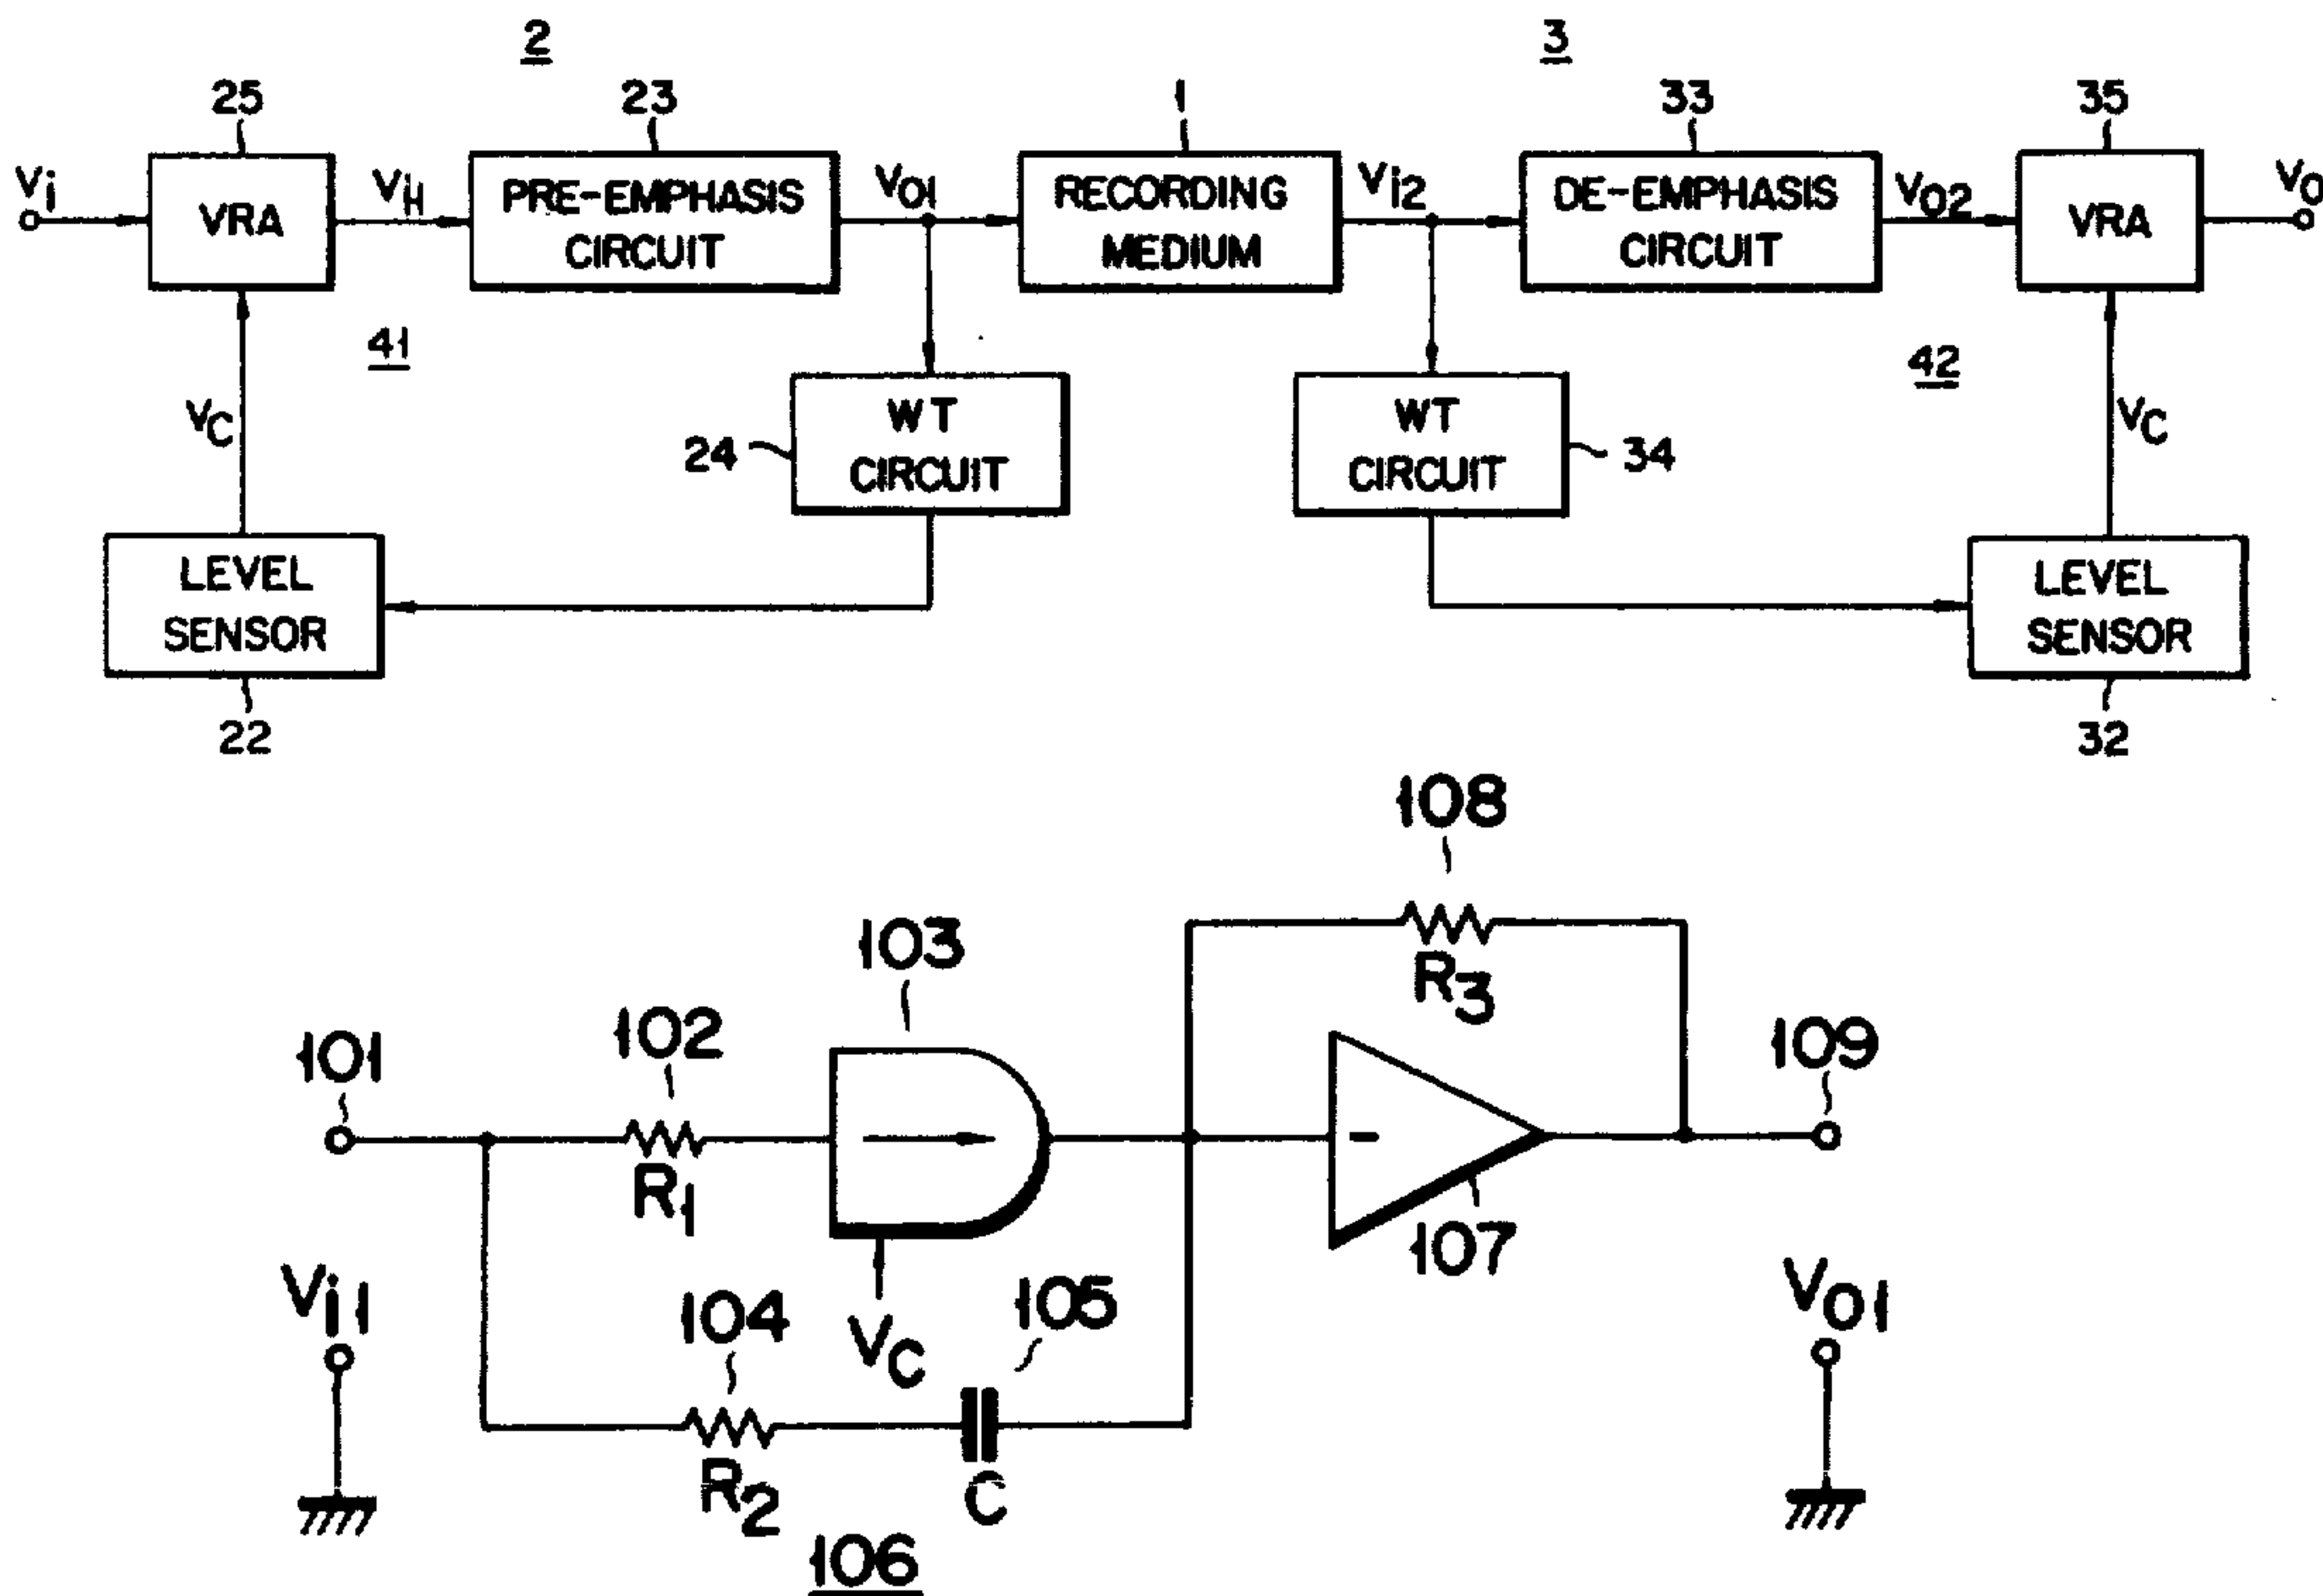 2
3
25
23
1
33
35
Vi
VRA
Vi1
PRE-EMPHASIS
CIRCUIT
VO1
RECORDING
MEDIUM
Vi2
DE-EMPHASIS
CIRCUIT
VO2
VRA
VO
41
42
VC
24
WT
CIRCUIT
WT
CIRCUIT
34
VC
LEVEL
SENSOR
LEVEL
SENSOR
22
32
108
103
R3
102
101
109
R1
107
Vi1
104
VC
105
VO1
R2
C
106